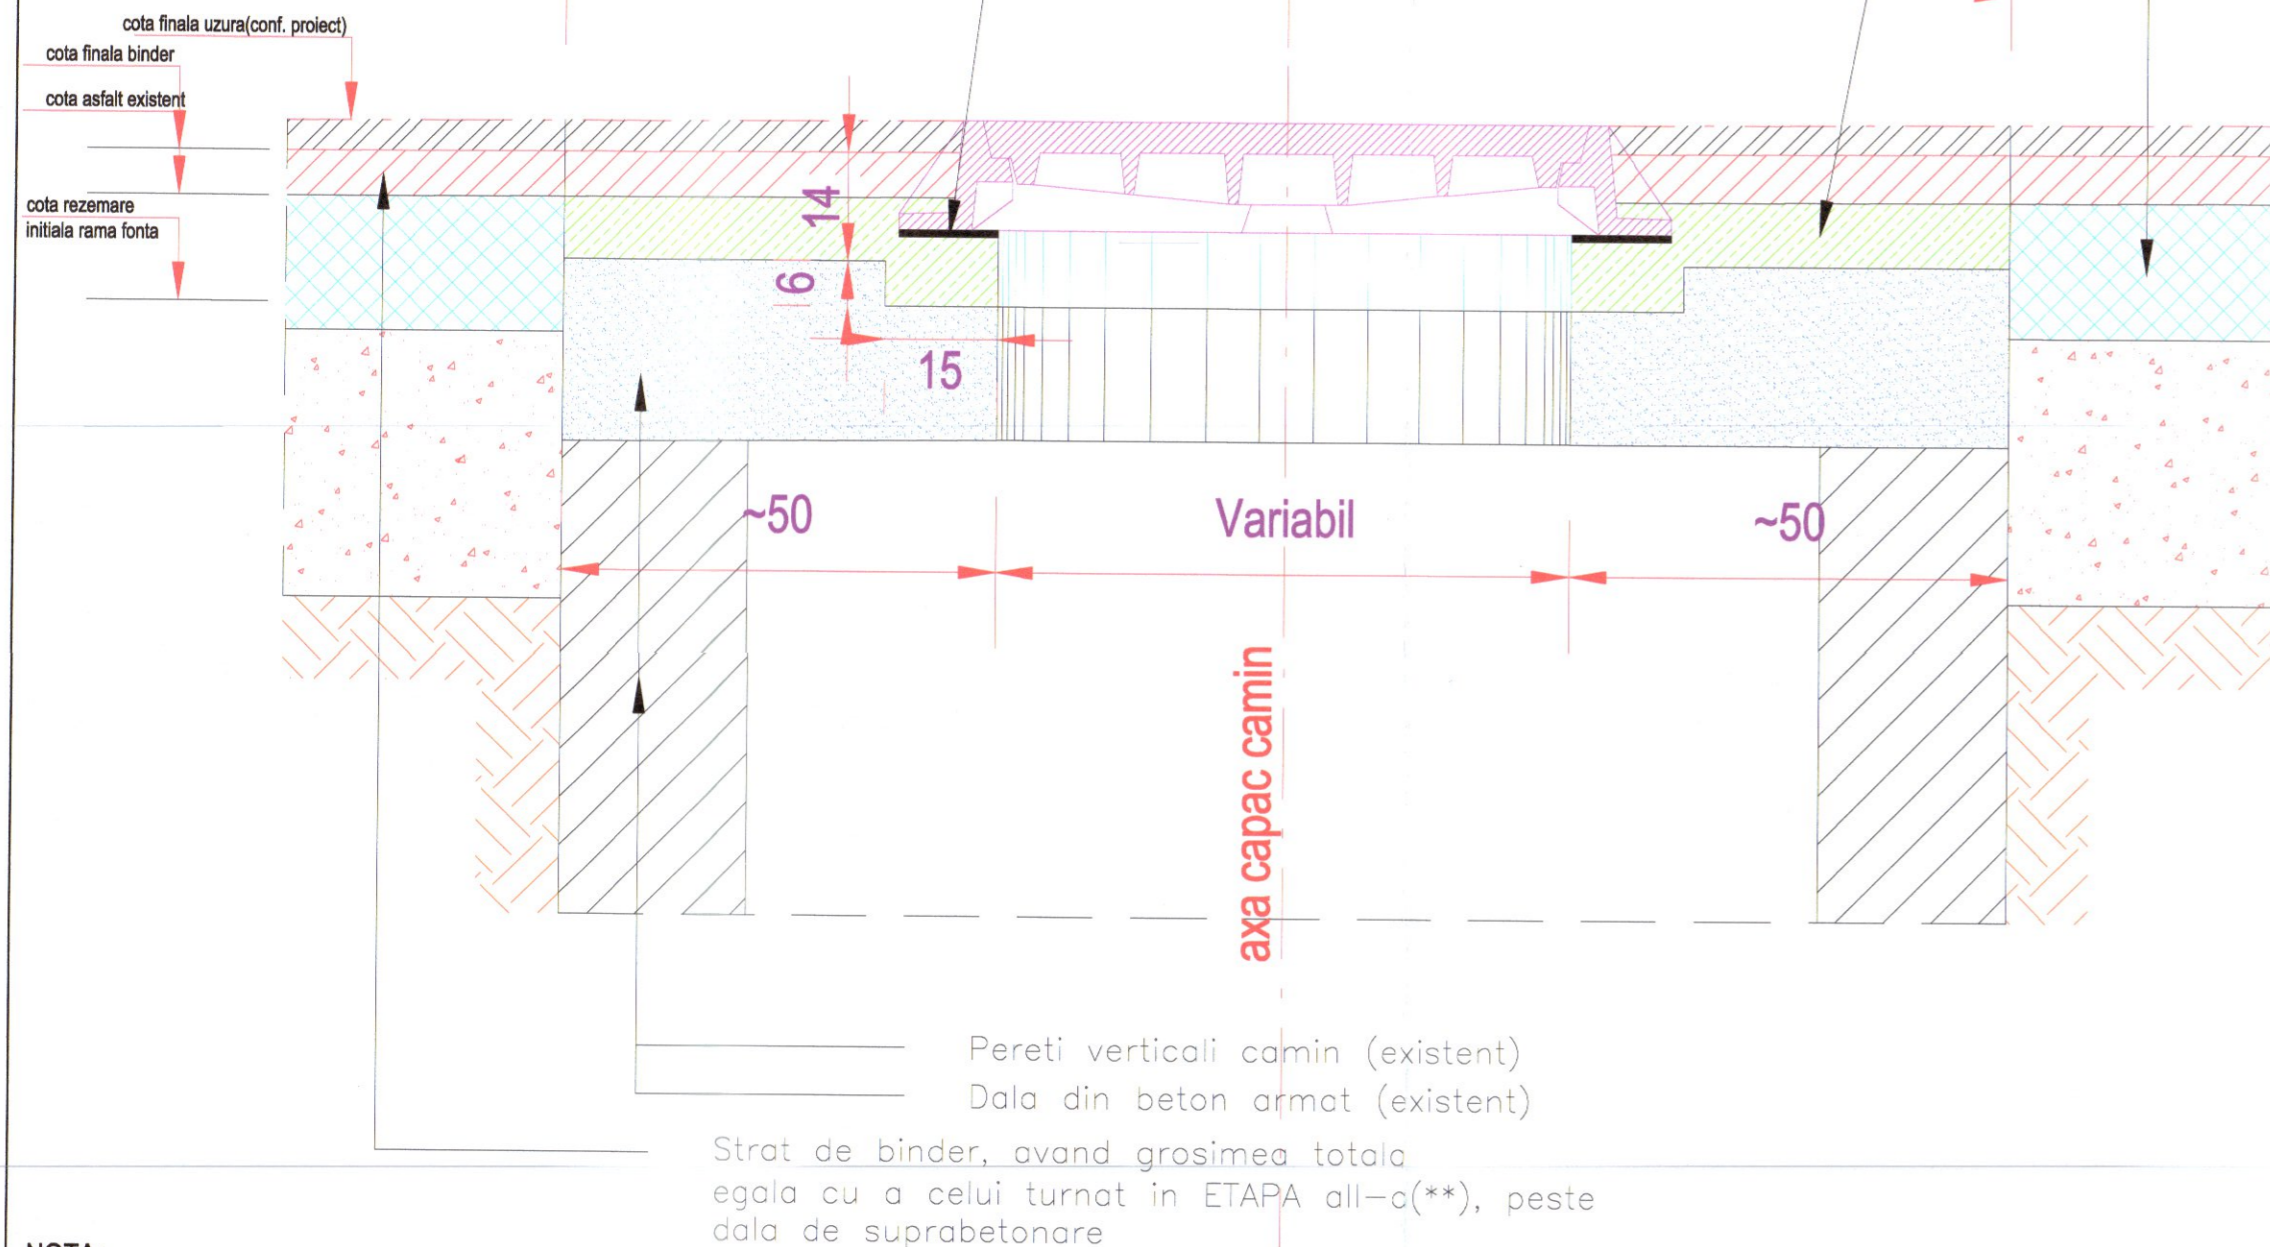 cota finala uzura(conf. proiect)
cota finala binder
cota asfalt existent
cota rezemare
initiala rama fonta
14
6
15
~50
Variabil
~50
axa capac camin
Pereti verticali camin (existent)
Dala din beton armat (existent)
Strat de binder, avand grosimea totala
egala cu a celui turnat in ETAPA all-a(**), peste
dala de suprabetonare
NOTA